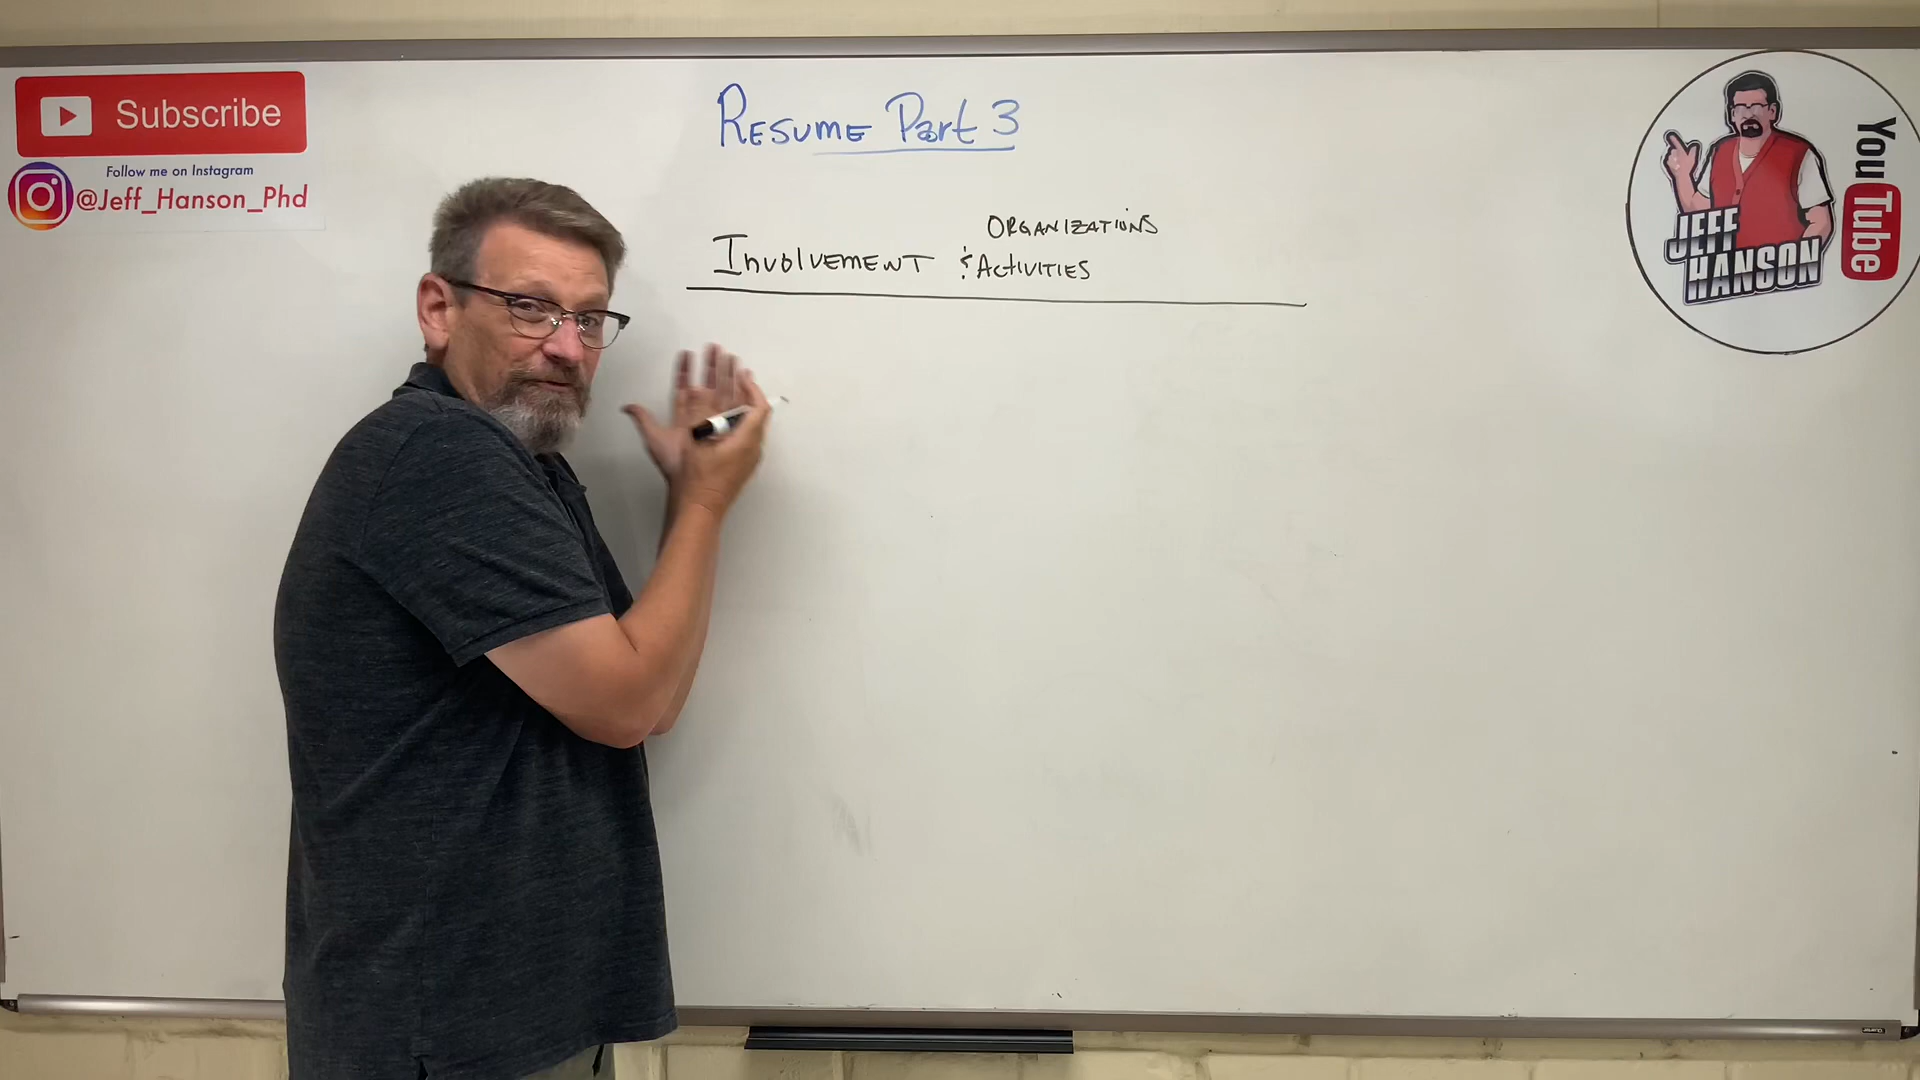 Subscribe
Follow me on Instagram
@Jeff_Hanson_Phd
RESUME Part 3
ORGANIZATIONS
INVOLVEMENT & ACTIVITIES
JEFF
HANSON
YouTube